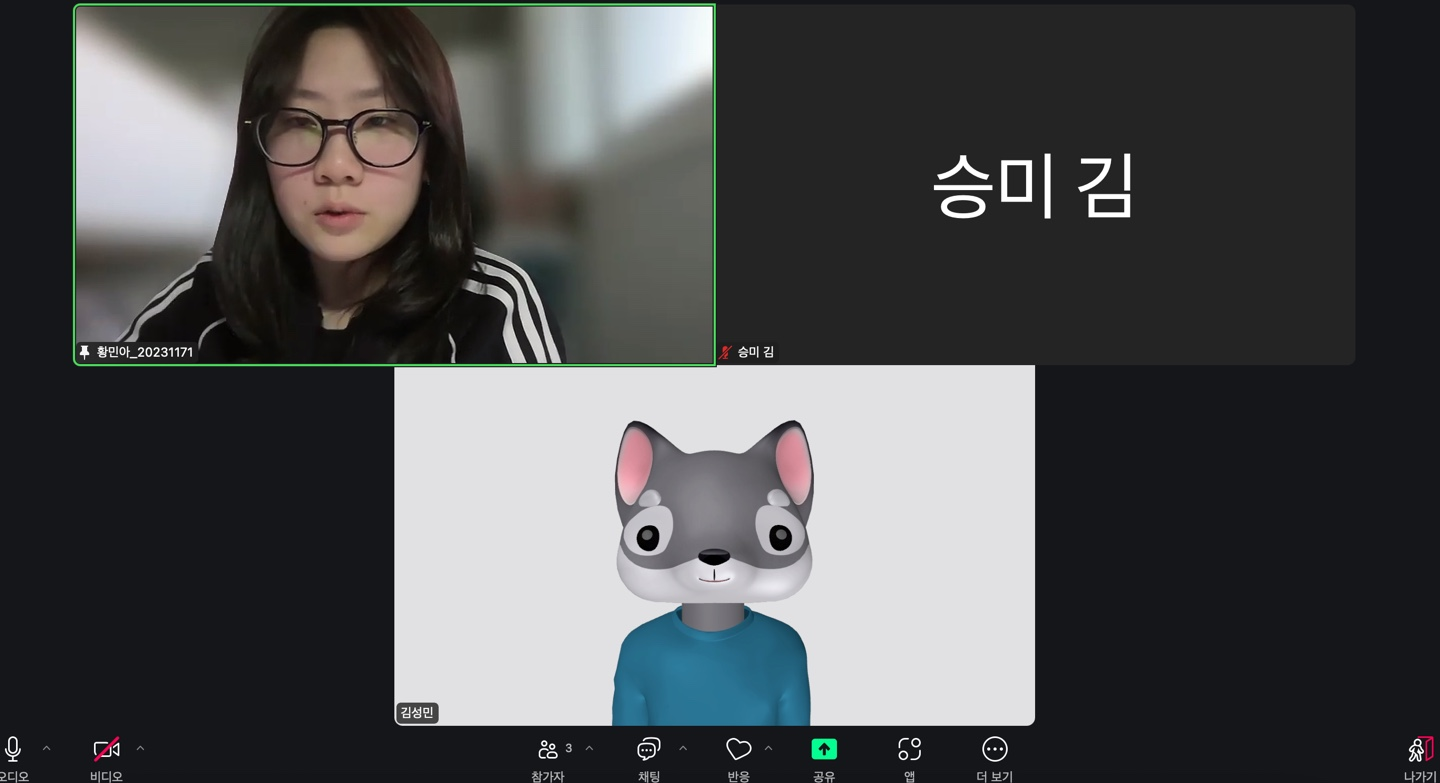 승미 김
황민아_20231171
승미 김
김성민
오디오
비디오
3
참가자
채팅
반응
공유
앱
더 보기
나가기